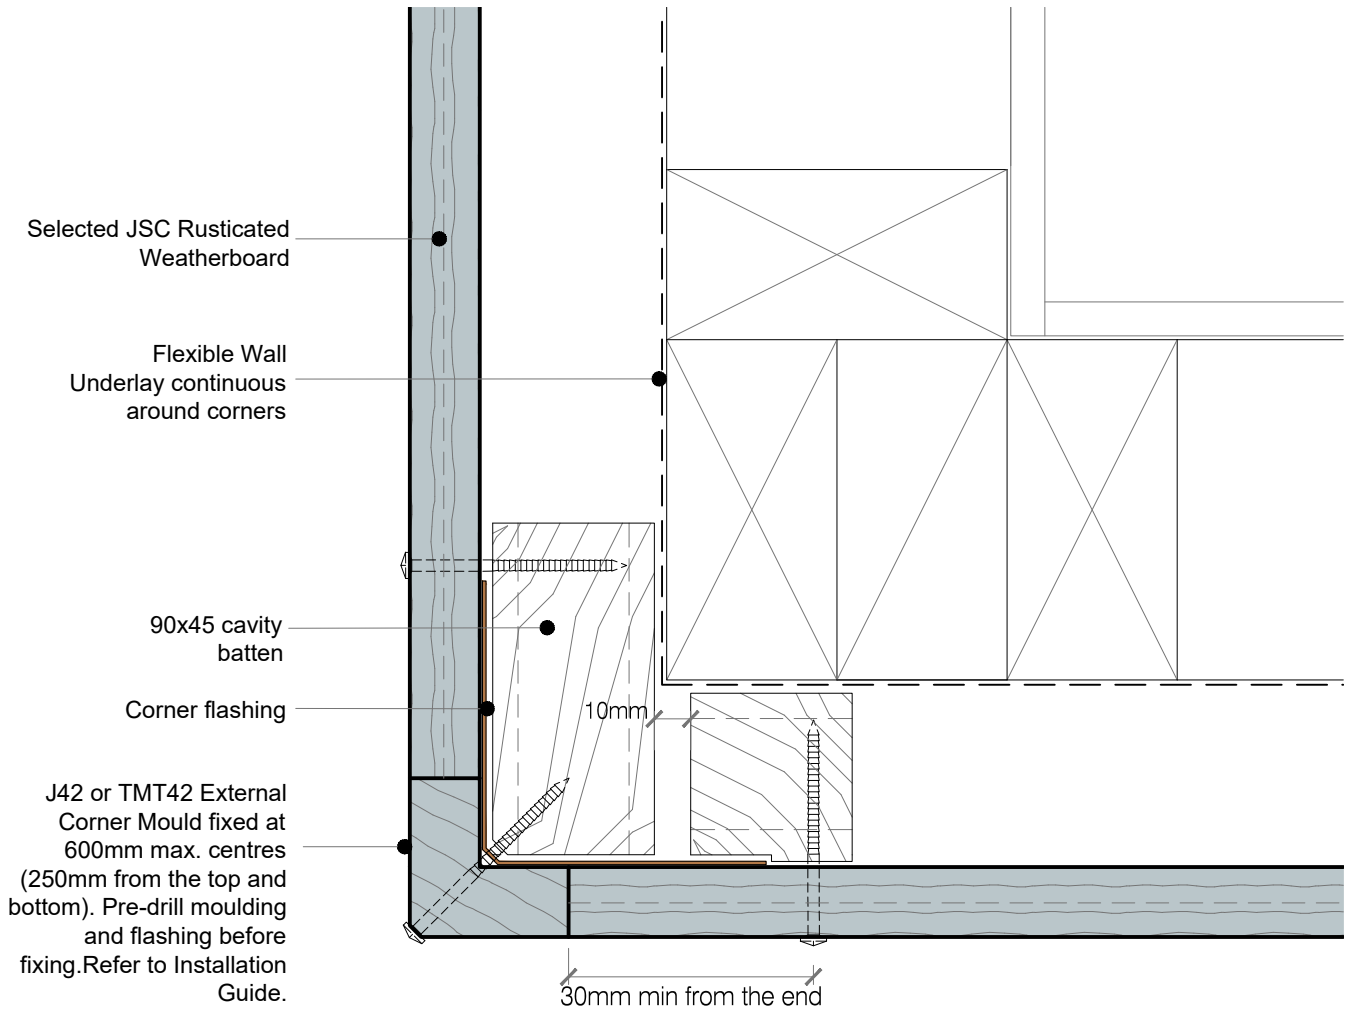 Selected JSC Rusticated
Weatherboard
Flexible Wall
Underlay continuous
around corners
90x45 cavity
batten
Corner flashing
10mm
J42 or TMT42 External
Corner Mould fixed at
600mm max. centres
(250mm from the top and
bottom). Pre-drill moulding
and flashing before
fixing.Refer to Installation
Guide.
30mm min from the end